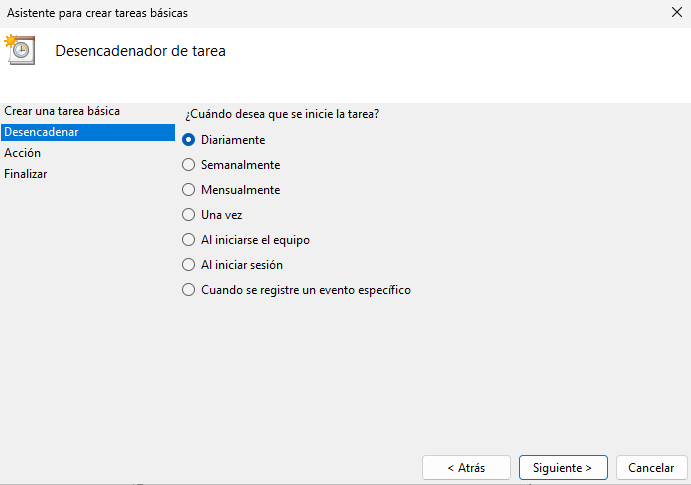 Asistente para crear tareas básicas
Desencadenador de tarea
Crear una tarea básica
Desencadenar
Acción
Finalizar
¿Cuándo desea que se inicie la tarea?
Diariamente
Semanalmente
Mensualmente
Una vez
Al iniciarse el equipo
Al iniciar sesión
Cuando se registre un evento específico
< Atrás
Siguiente >
Cancelar